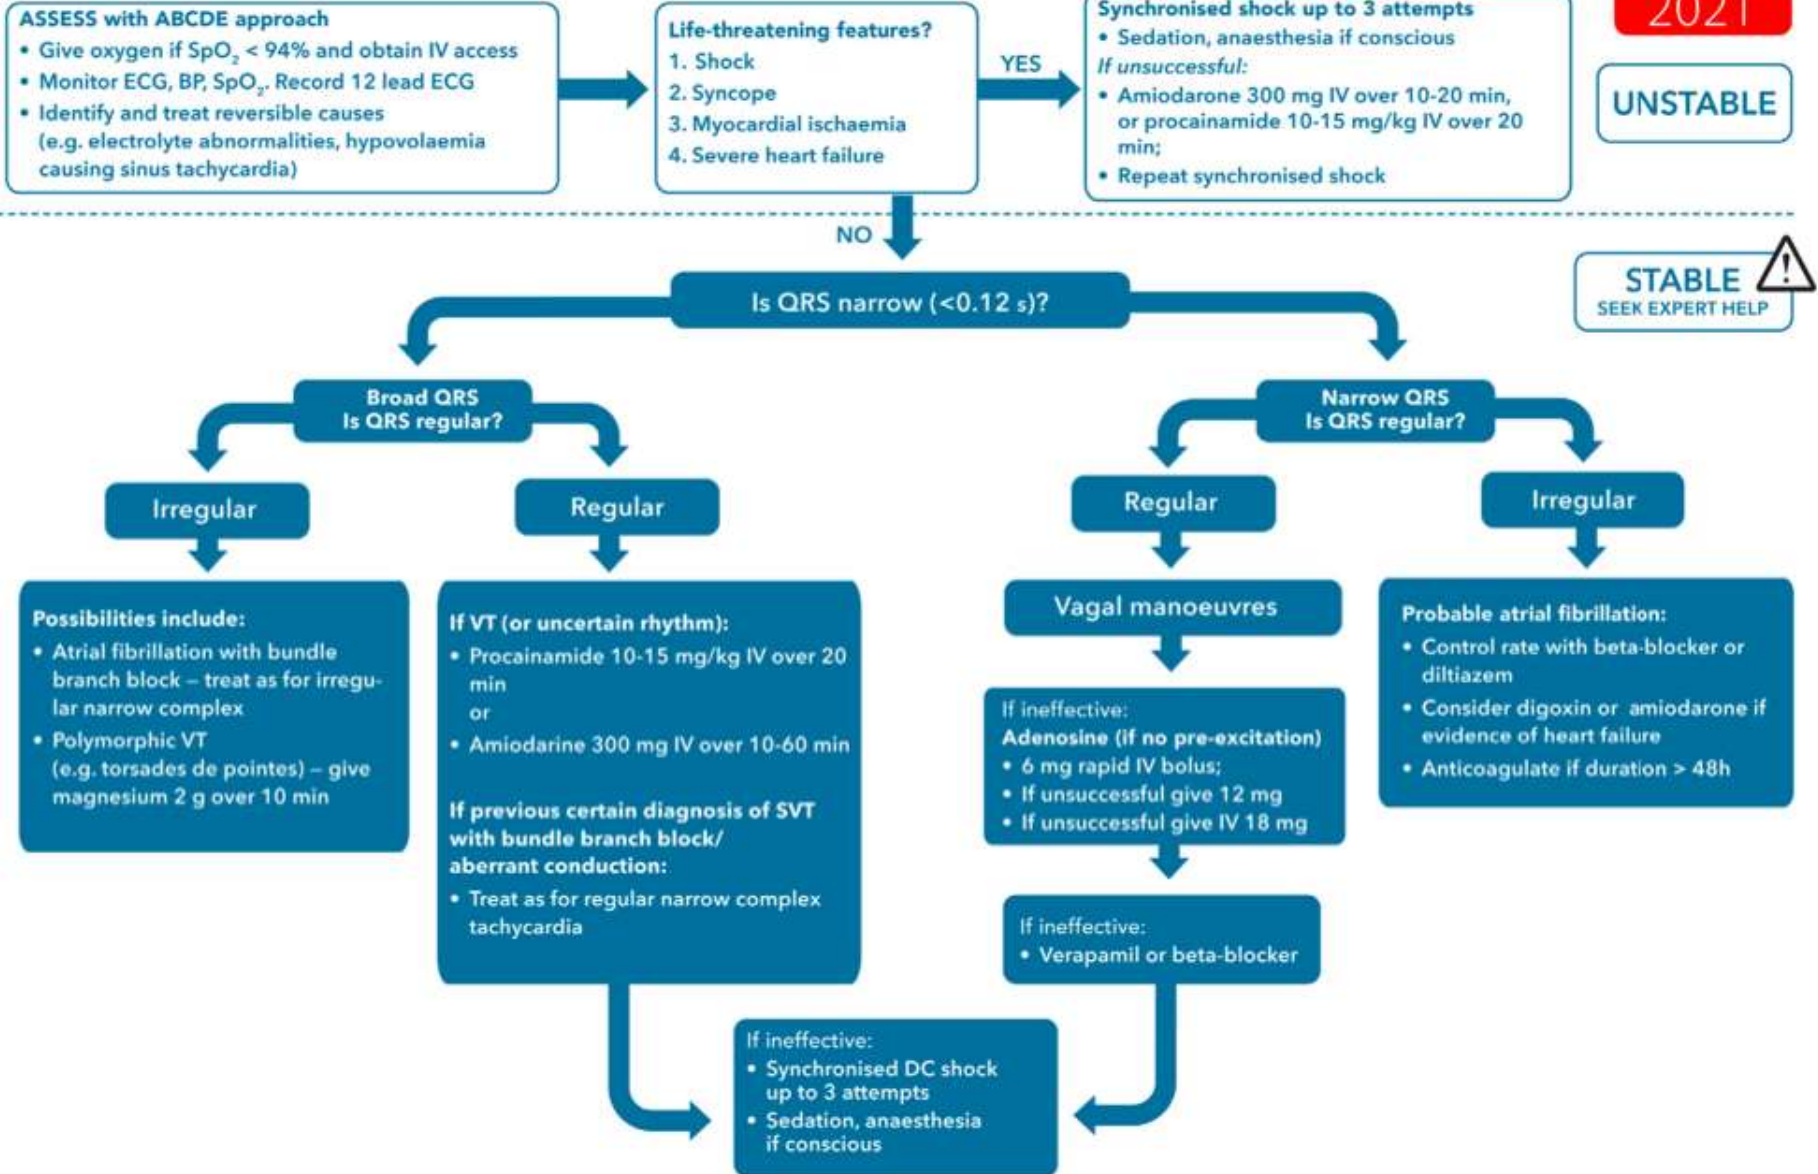 ASSESS with ABCDE approach
• Give oxygen if SpO2 < 94% and obtain IV access
• Monitor ECG, BP, SpO2. Record 12 lead ECG
• Identify and treat reversible causes
(e.g. electrolyte abnormalities, hypovolaemia
causing sinus tachycardia)
Life-threatening features?
1. Shock
2. Syncope
3. Myocardial ischaemia
4. Severe heart failure
YES
Synchronised shock up to 3 attempts
• Sedation, anaesthesia if conscious
If unsuccessful:
• Amiodarone 300 mg IV over 10-20 min,
or procainamide 10-15 mg/kg IV over 20
min;
• Repeat synchronised shock
2021
UNSTABLE
NO
STABLE
SEEK EXPERT HELP
!
Is QRS narrow (<0.12 s)?
Broad QRS
Is QRS regular?
Narrow QRS
Is QRS regular?
Irregular
Regular
Regular
Irregular
Possibilities include:
• Atrial fibrillation with bundle
branch block – treat as for irregu-
lar narrow complex
• Polymorphic VT
(e.g. torsades de pointes) – give
magnesium 2 g over 10 min
If VT (or uncertain rhythm):
• Procainamide 10-15 mg/kg IV over 20
min
or
• Amiodarine 300 mg IV over 10-60 min
If previous certain diagnosis of SVT
with bundle branch block/
aberrant conduction:
• Treat as for regular narrow complex
tachycardia
Vagal manoeuvres
If ineffective:
Adenosine (if no pre-excitation)
• 6 mg rapid IV bolus;
• If unsuccessful give 12 mg
• If unsuccessful give IV 18 mg
If ineffective:
• Verapamil or beta-blocker
Probable atrial fibrillation:
• Control rate with beta-blocker or
diltiazem
• Consider digoxin or amiodarone if
evidence of heart failure
• Anticoagulate if duration > 48h
If ineffective:
• Synchronised DC shock
up to 3 attempts
• Sedation, anaesthesia
if conscious